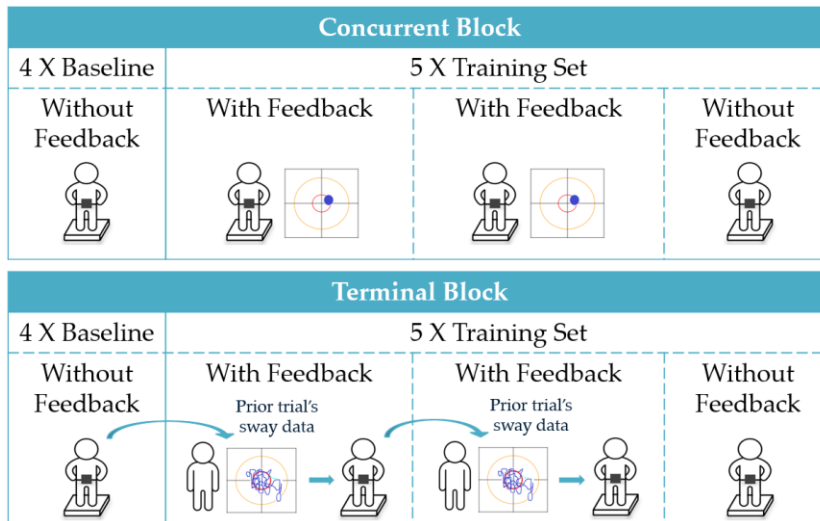 Concurrent Block
4 X Baseline
5 X Training Set
Without
Feedback
With Feedback
With Feedback
Without
Feedback
Terminal Block
4 X Baseline
5 X Training Set
Without
Feedback
With Feedback
Prior trial's
sway data
With Feedback
Prior trial's
sway data
Without
Feedback